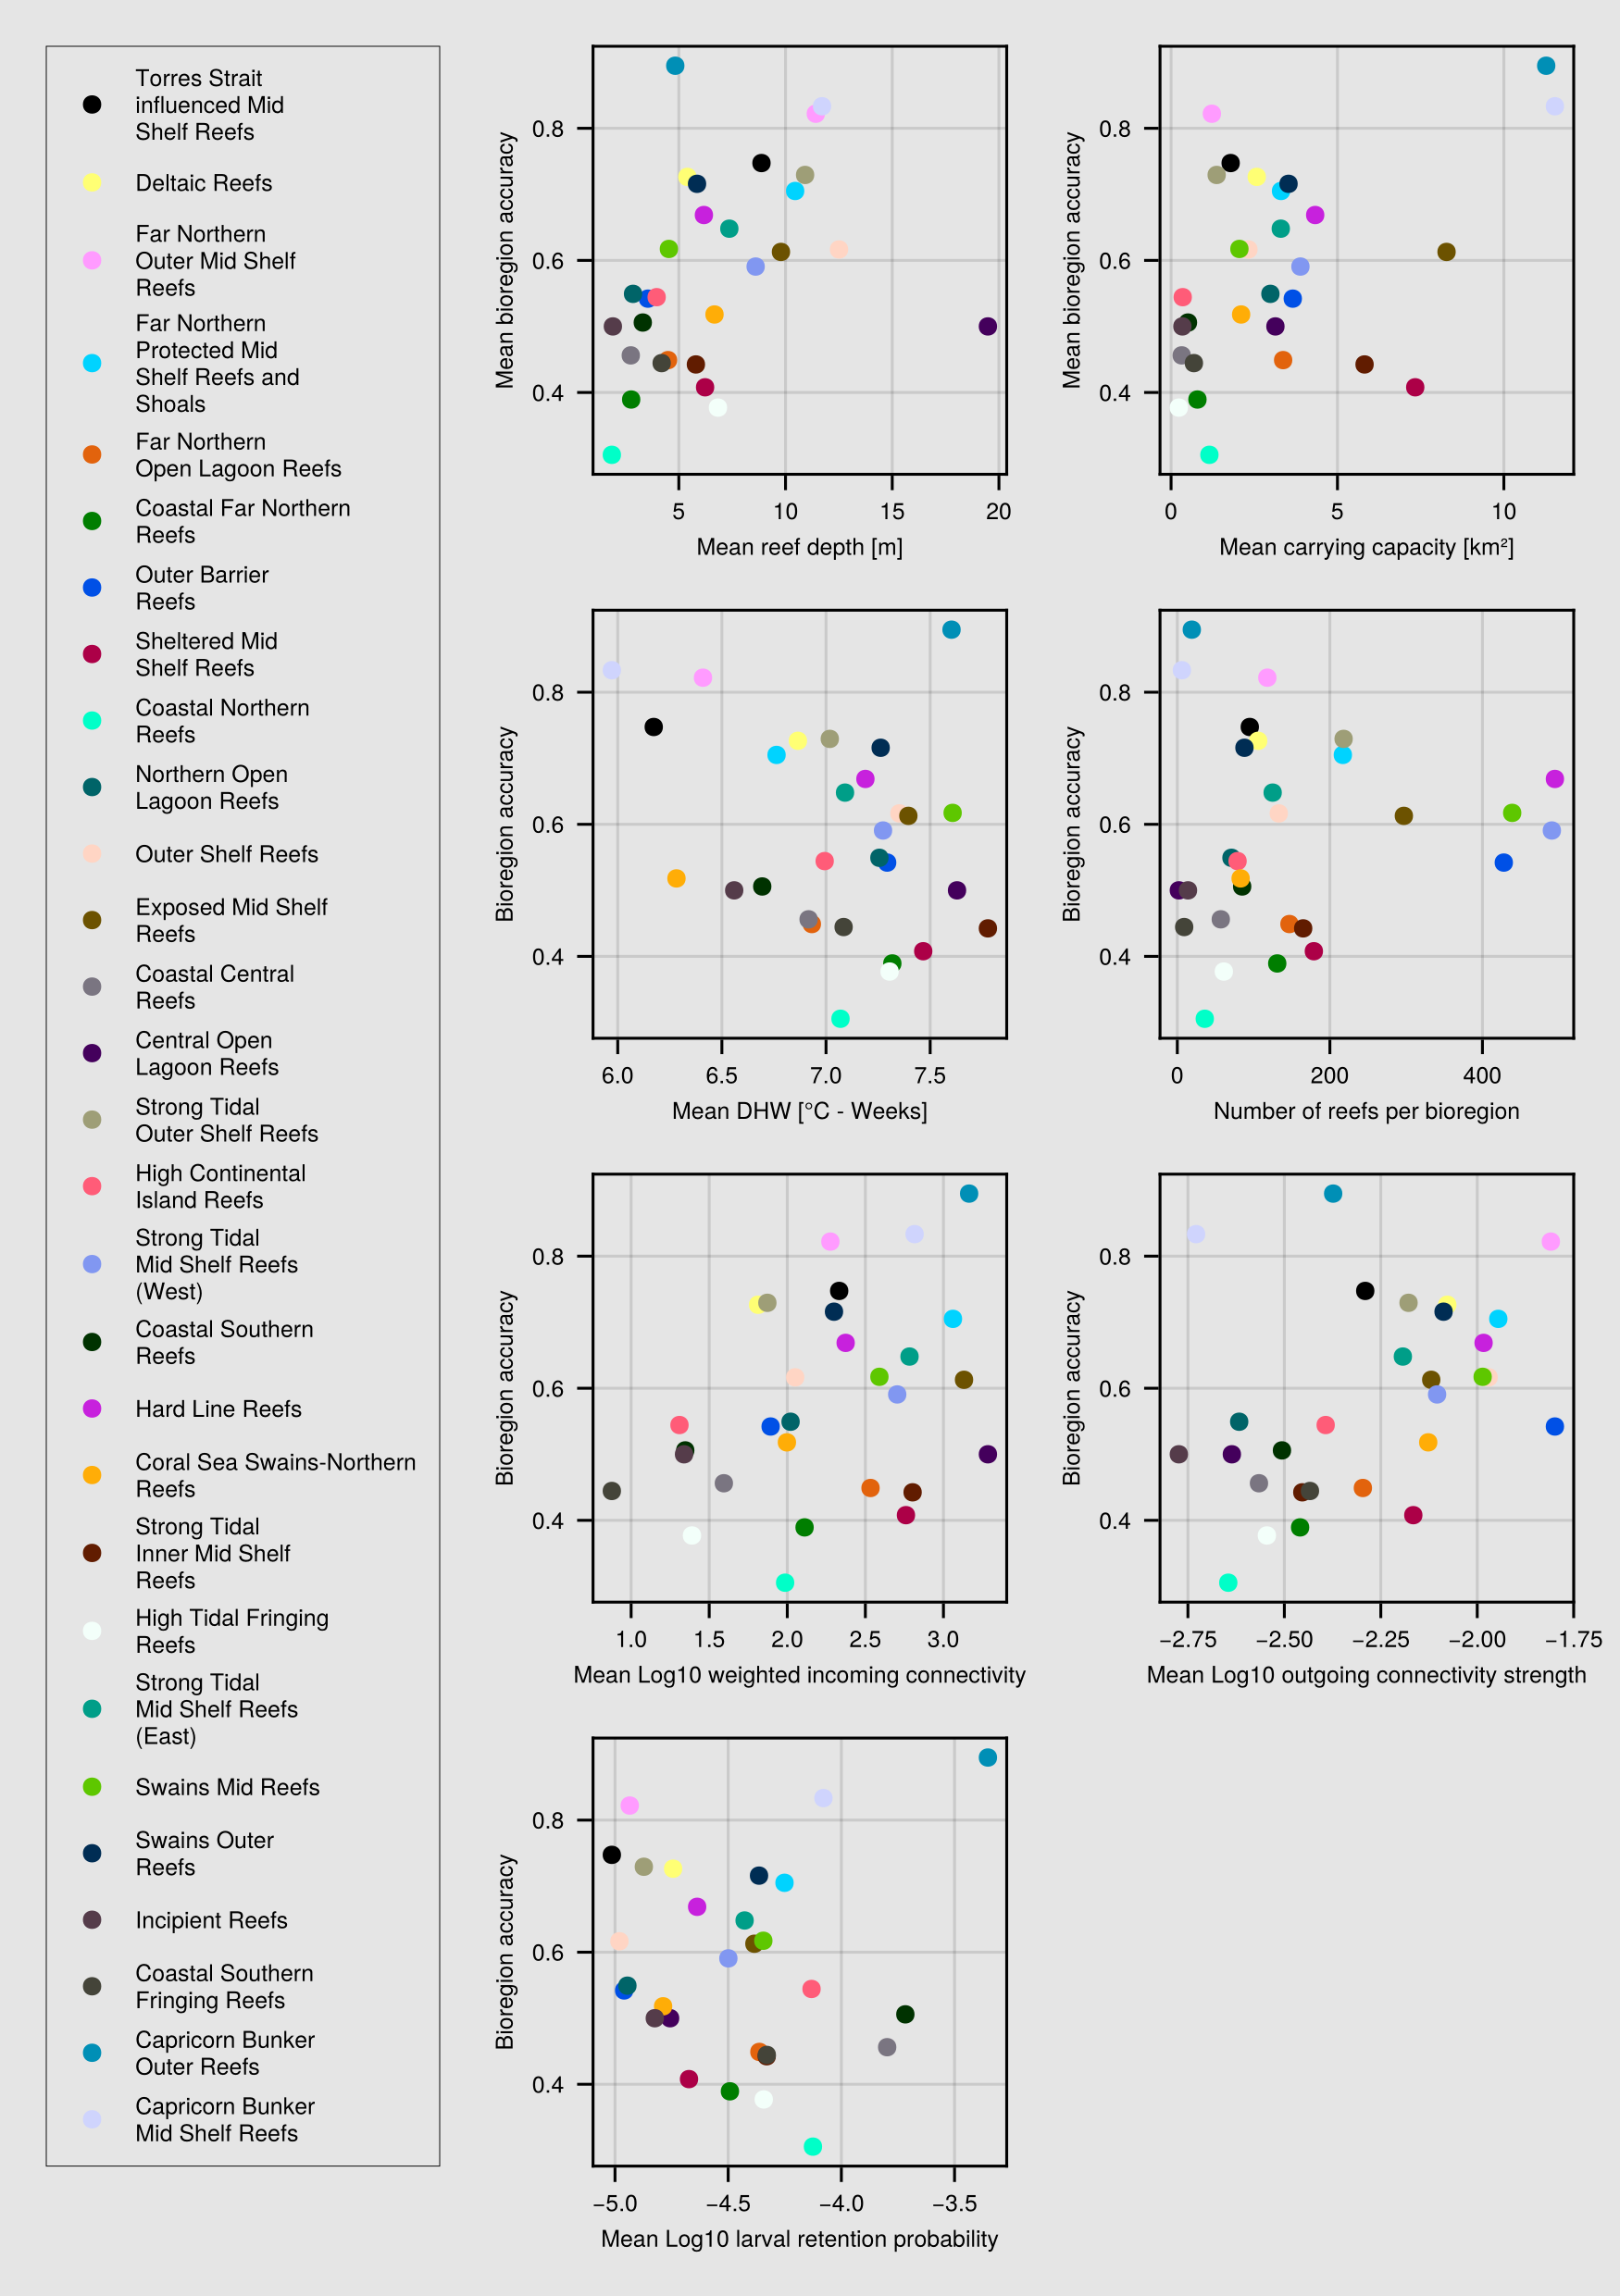 Torres Strait
influenced Mid
Shelf Reefs
Deltaic Reefs
Far Northern
Outer Mid Shelf
Reefs
Far Northern
Protected Mid
Shelf Reefs and
Shoals
Far Northern
Open Lagoon Reefs
Coastal Far Northern
Reefs
Outer Barrier
Reefs
Sheltered Mid
Shelf Reefs
Coastal Northern
Reefs
Northern Open
Lagoon Reefs
Outer Shelf Reefs
Exposed Mid Shelf
Reefs
Coastal Central
Reefs
Central Open
Lagoon Reefs
Strong Tidal
Outer Shelf Reefs
High Continental
Island Reefs
Strong Tidal
Mid Shelf Reefs
(West)
Coastal Southern
Reefs
Hard Line Reefs
Coral Sea Swains-Northern
Reefs
Strong Tidal
Inner Mid Shelf
Reefs
High Tidal Fringing
Reefs
Strong Tidal
Mid Shelf Reefs
(East)
Swains Mid Reefs
Swains Outer
Reefs
Incipient Reefs
Coastal Southern
Fringing Reefs
Capricorn Bunker
Outer Reefs
Capricorn Bunker
Mid Shelf Reefs
Mean bioregion accuracy
0.8
0.6
0.4
5 10 15 20
Mean reef depth [m]
Mean bioregion accuracy
0.8
0.6
0.4
0 5 10
Mean carrying capacity [km²]
Bioregion accuracy
0.8
0.6
0.4
6.0 6.5 7.0 7.5
Mean DHW [°C - Weeks]
Bioregion accuracy
0.8
0.6
0.4
0 200 400
Number of reefs per bioregion
Bioregion accuracy
0.8
0.6
0.4
1.0 1.5 2.0 2.5 3.0
Mean Log10 weighted incoming connectivity
Bioregion accuracy
0.8
0.6
0.4
−2.75 −2.50 −2.25 −2.00 −1.75
Mean Log10 outgoing connectivity strength
Bioregion accuracy
0.8
0.6
0.4
−5.0 −4.5 −4.0 −3.5
Mean Log10 larval retention probability